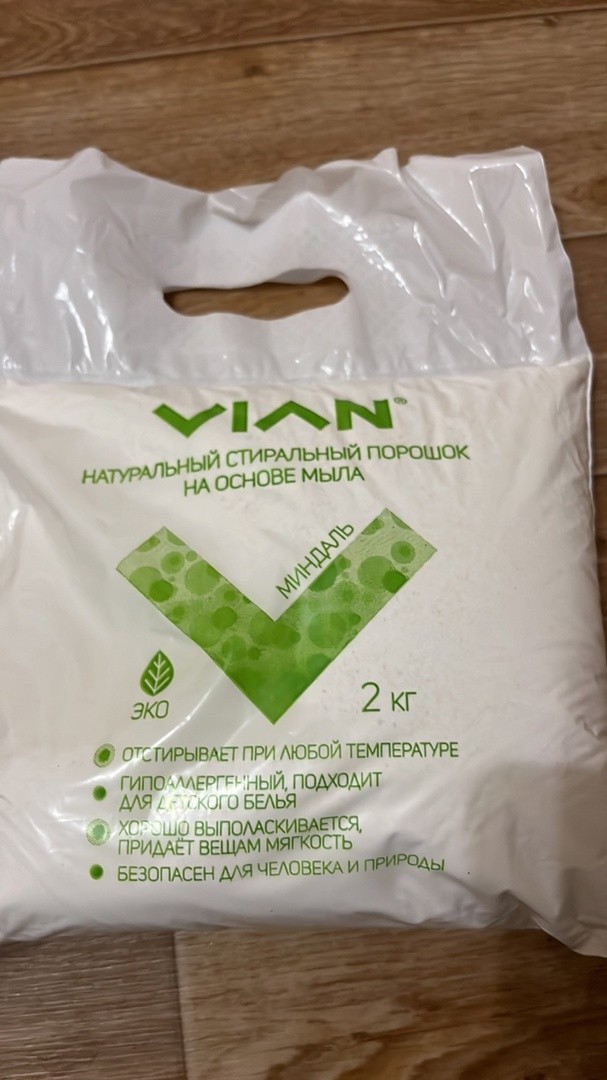 VIAN®
НАТУРАЛЬНЫЙ СТИРАЛЬНЫЙ ПОРОШОК
НА ОСНОВЕ МЫЛА
МИНДАЛЬ
ЭКО
2 КГ
ОТСТИРЫВАЕТ ПРИ ЛЮБОЙ ТЕМПЕРАТУРЕ
ГИПОАЛЛЕРГЕННЫЙ, ПОДХОДИТ
ДЛЯ ДЕТСКОГО БЕЛЬЯ
ХОРОШО ВЫПОЛАСКИВАЕТСЯ,
ПРИДАЁТ ВЕЩАМ МЯГКОСТЬ
БЕЗОПАСЕН ДЛЯ ЧЕЛОВЕКА И ПРИРОДЫ